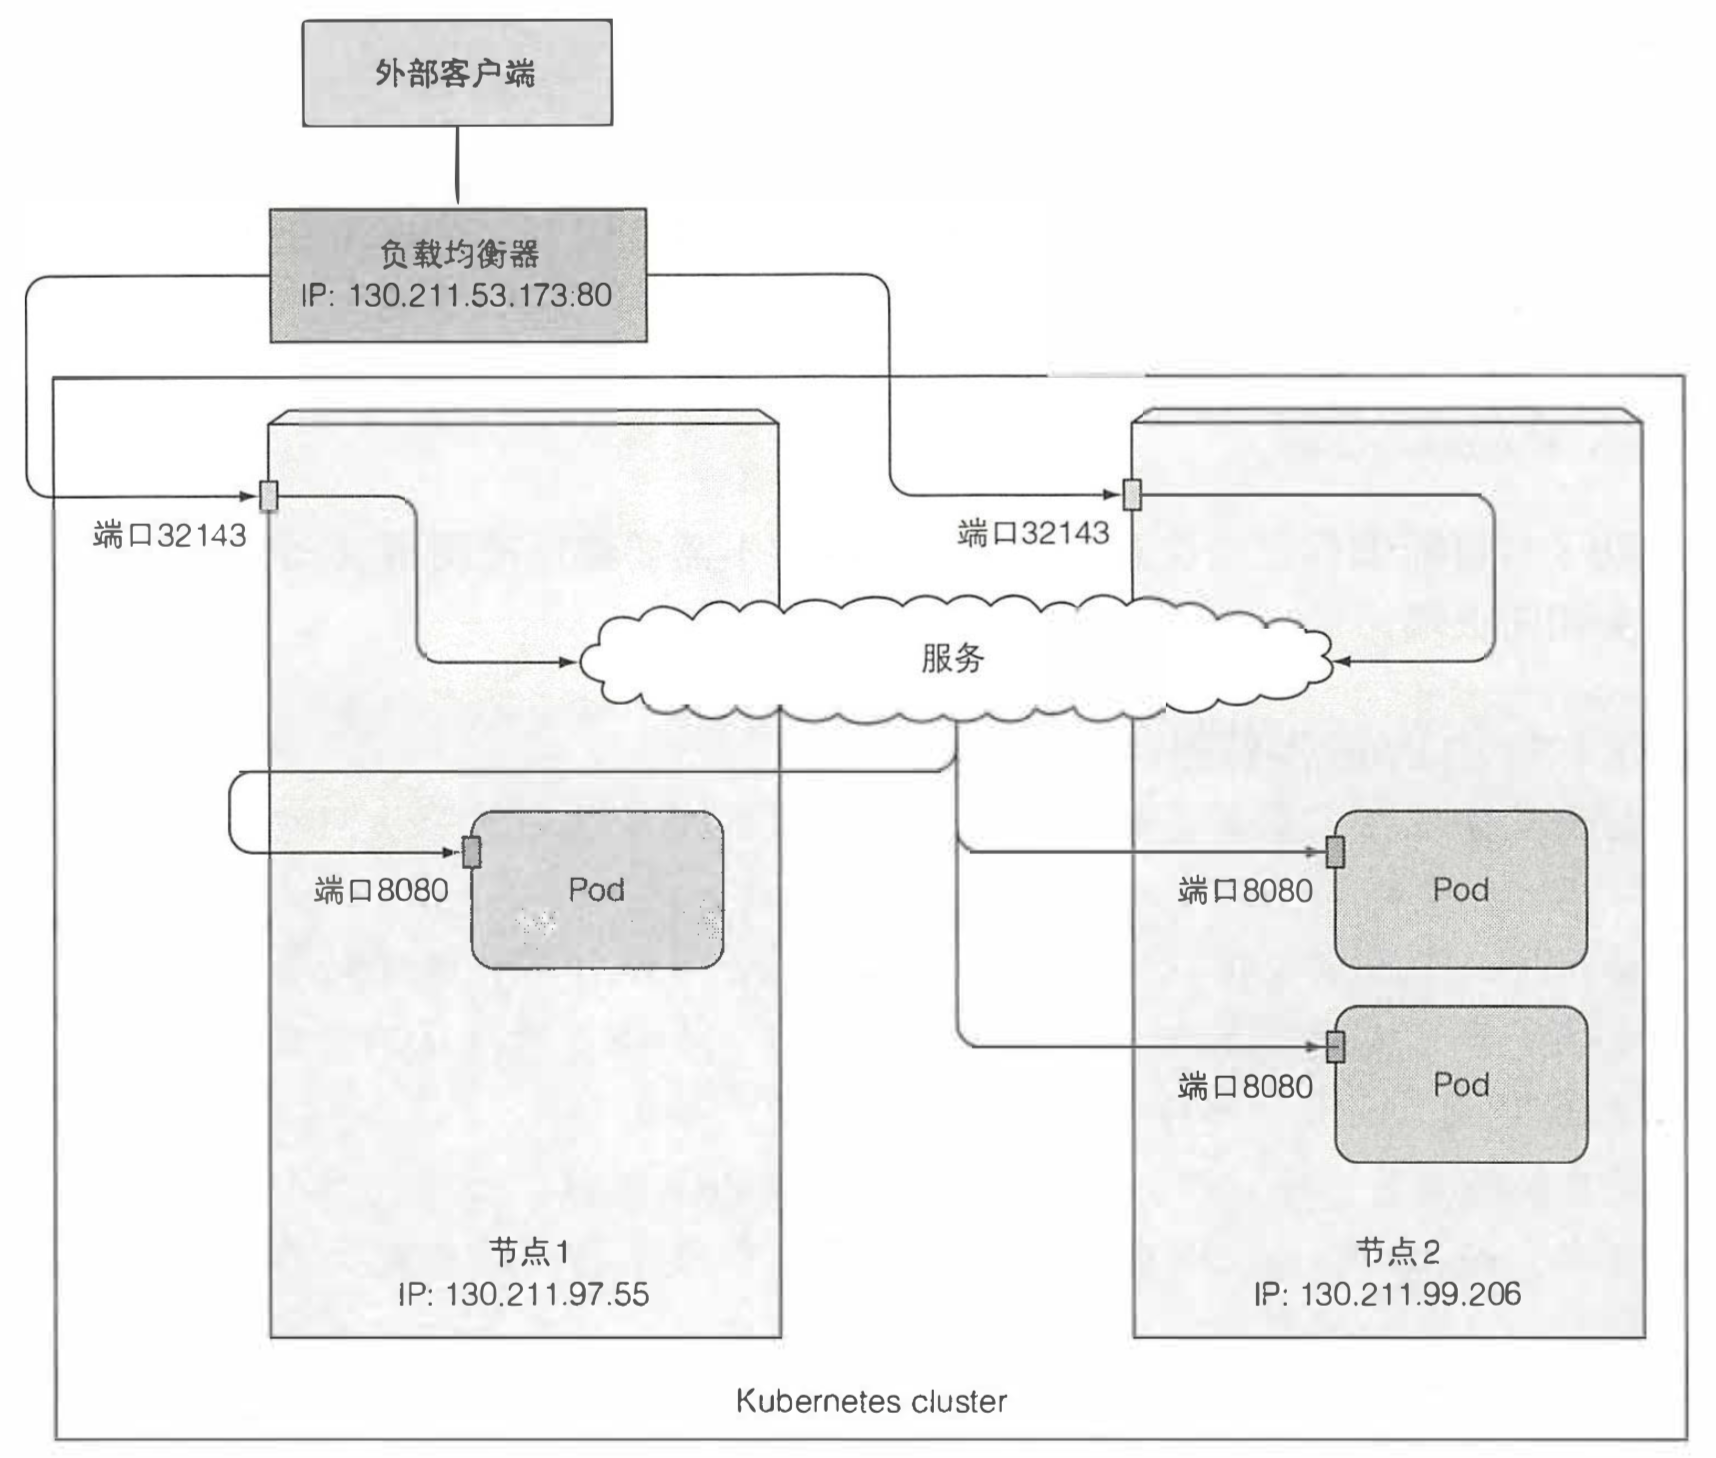 外部客户端
负载均衡器
IP: 130.211.53.173:80
端口32143
端口32143
服务
端口8080
Pod
端口8080
Pod
端口8080
Pod
节点1
IP: 130.211.97.55
节点2
IP: 130.211.99.206
Kubernetes cluster